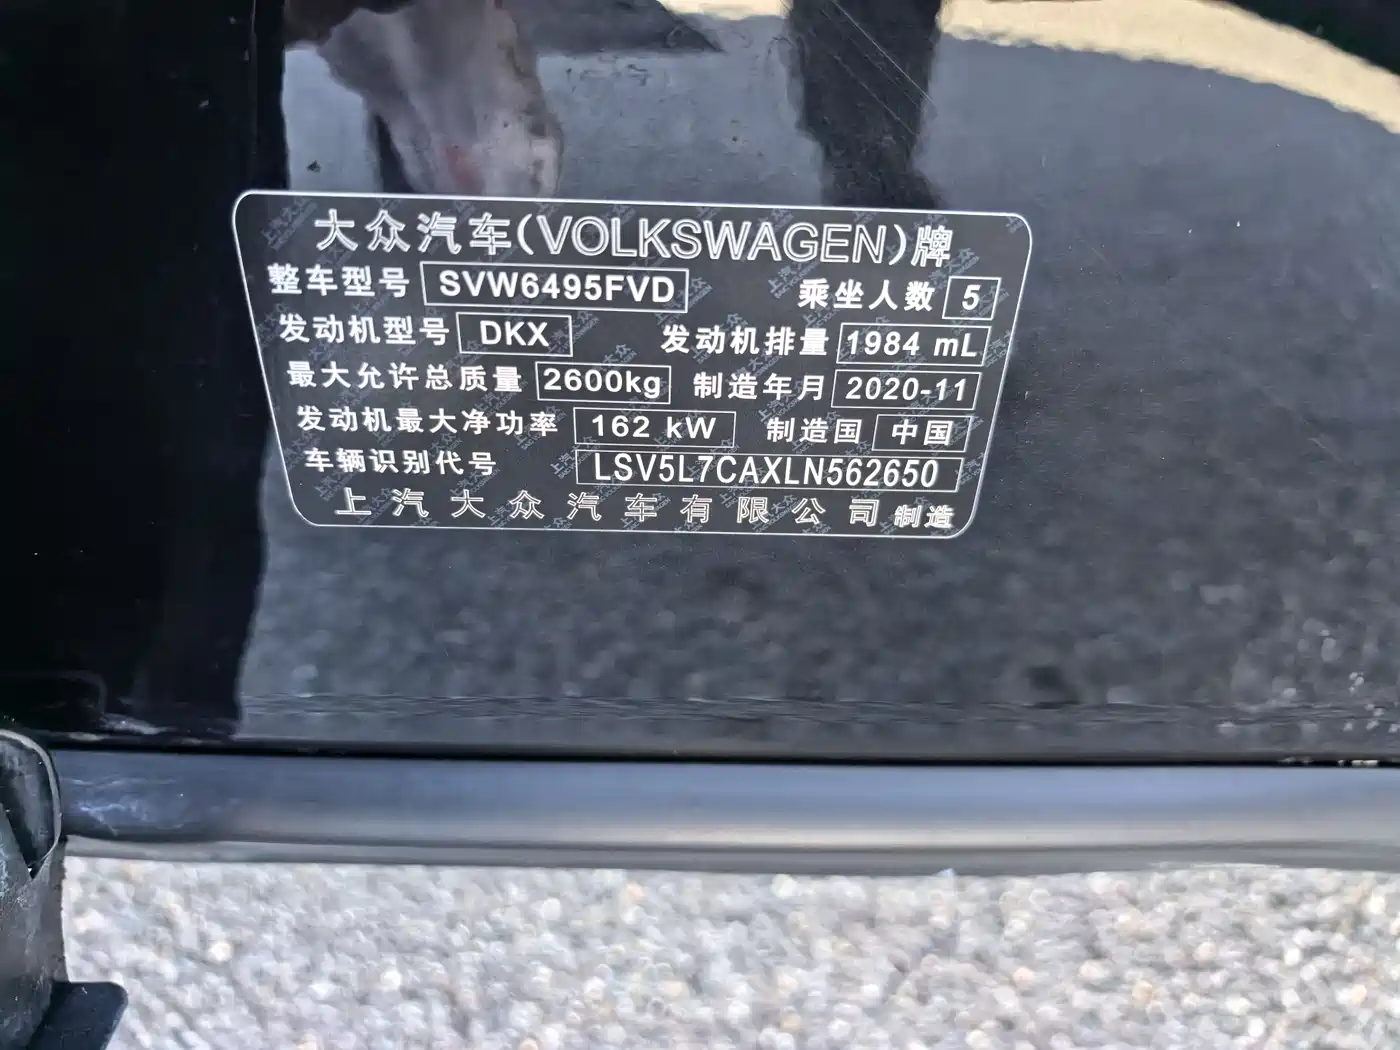 大众汽车(VOLKSWAGEN)牌
整车型号 SVW6495FVD 乘坐人数 5
发动机型号 DKX 发动机排量 1984 mL
最大允许总质量 2600kg 制造年月 2020-11
发动机最大净功率 162 kW 制造国 中国
车辆识别代号 LSV5L7CAXLN562650
上汽大众汽车有限公司 制造